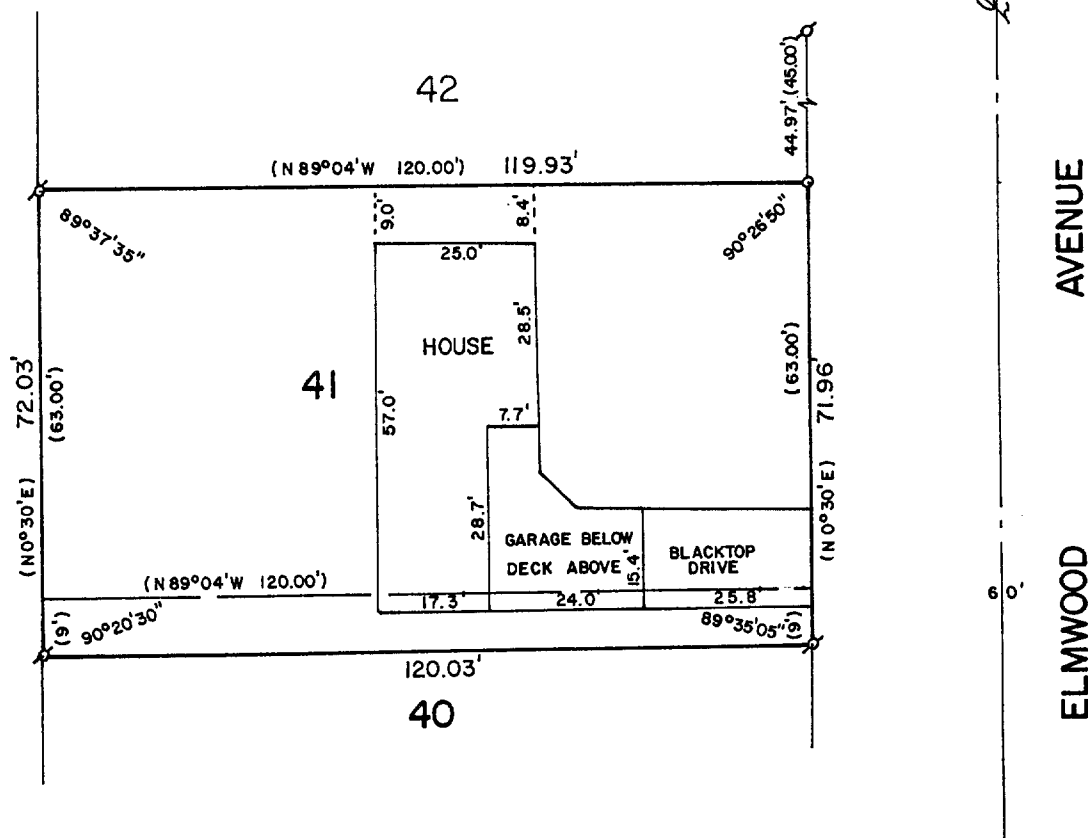 42
44.97' (45.00')
(N 89°04'W 120.00') 119.93'
9.0'
8.4'
89°37'35"
90°26'50"
25.0'
28.5'
HOUSE
41
57.0'
7.7'
72.03'
(63.00')
(N0°30'E)
(63.00')
71.96'
(N 0°30'E)
28.7'
GARAGE BELOW
DECK ABOVE
15.4'
BLACKTOP
DRIVE
(N 89°04'W 120.00')
17.3'
24.0'
25.8'
(9')
90°20'30"
89°35'05"
(9')
120.03'
40
60'
ELMWOOD AVENUE